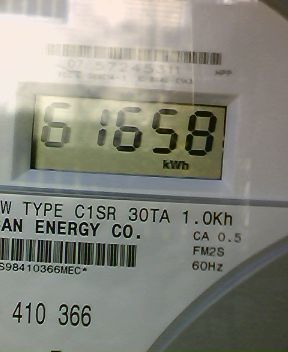 61658
kWh
W TYPE C1SR 30TA 1.0Kh
AN ENERGY CO.
CA 0.5
FM2S
60Hz
S98410366MEC*
410 366